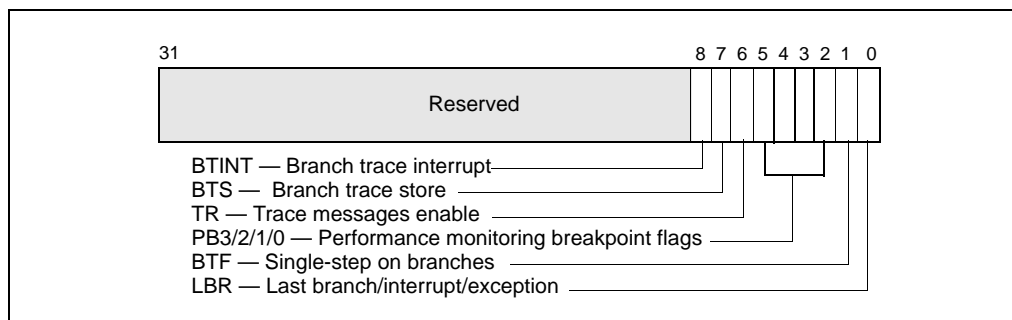 31 8 7 6 5 4 3 2 1 0
Reserved
BTINT — Branch trace interrupt
BTS — Branch trace store
TR — Trace messages enable
PB3/2/1/0 — Performance monitoring breakpoint flags
BTF — Single-step on branches
LBR — Last branch/interrupt/exception